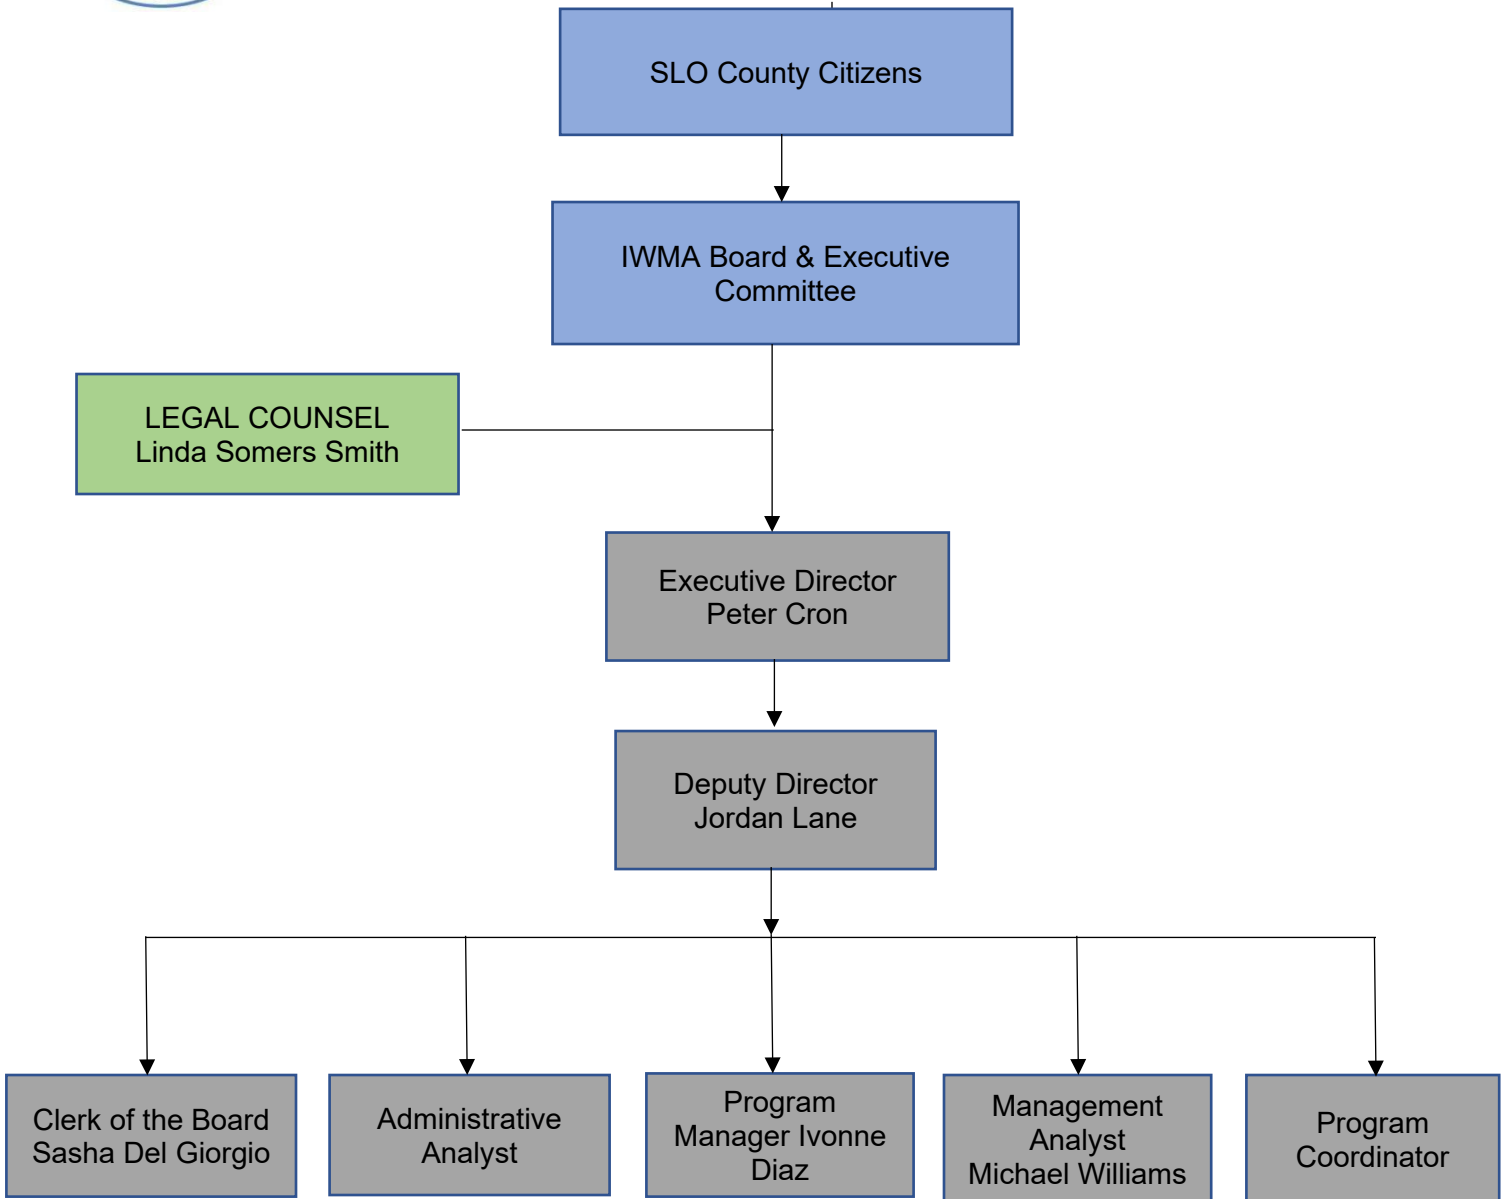 SLO County Citizens
IWMA Board & Executive
Committee
LEGAL COUNSEL
Linda Somers Smith
Executive Director
Peter Cron
Deputy Director
Jordan Lane
Clerk of the Board
Sasha Del Giorgio
Administrative
Analyst
Program
Manager Ivonne
Diaz
Management
Analyst
Michael Williams
Program
Coordinator